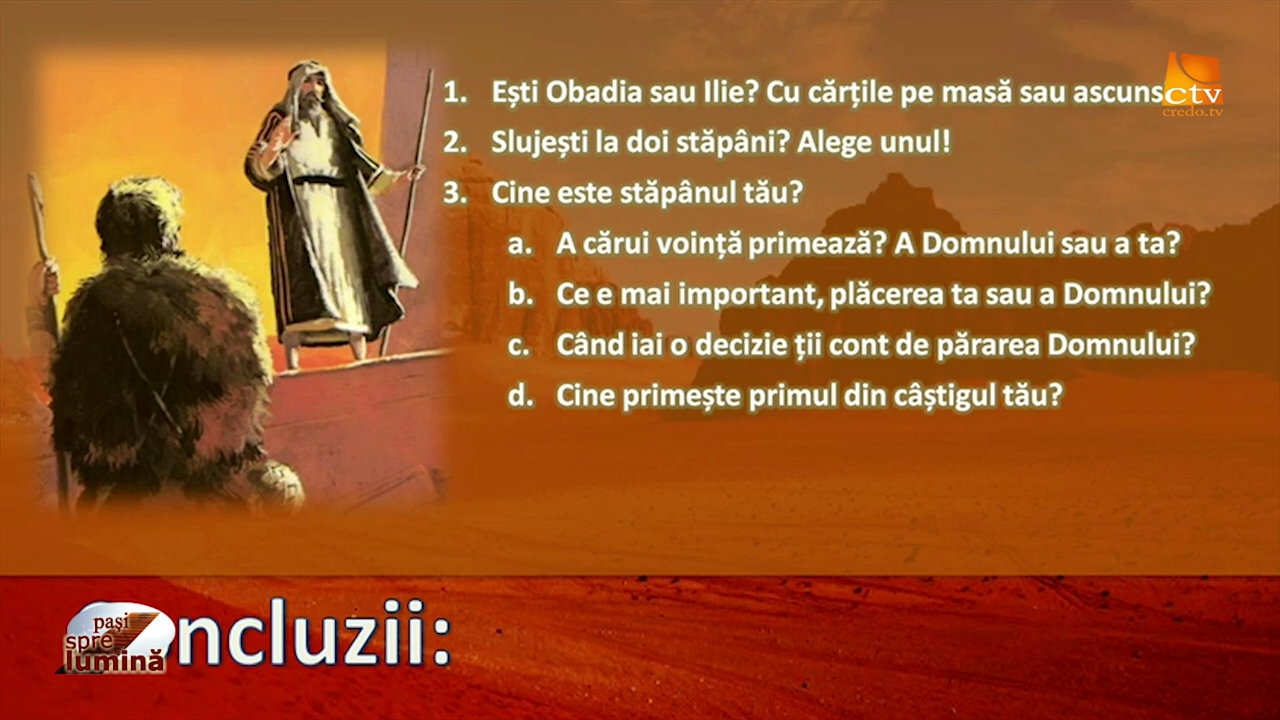 1. Ești Obadia sau Ilie? Cu cărțile pe masă sau ascuns
2. Slujești la doi stăpâni? Alege unul!
3. Cine este stăpânul tău?
a. A cărui voință primează? A Domnului sau a ta?
b. Ce e mai important, plăcerea ta sau a Domnului?
c. Când iai o decizie ții cont de părarea Domnului?
d. Cine primește primul din câștigul tău?
ctv
credo.tv
pași
spre
lumină
ncluzii: